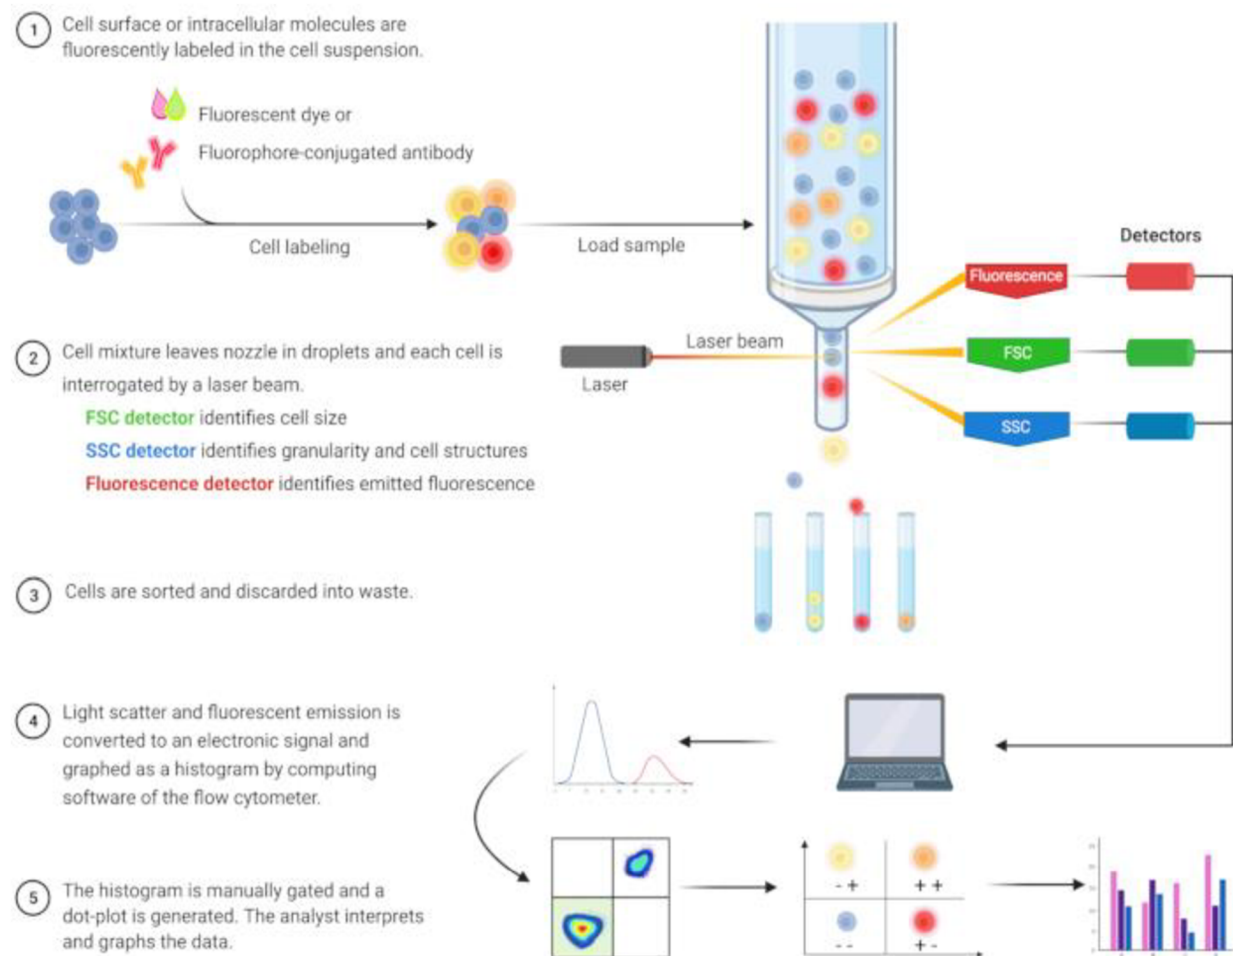 1
Cell surface or intracellular molecules are
fluorescently labeled in the cell suspension.
Fluorescent dye or
Fluorophore-conjugated antibody
Cell labeling
Load sample
Detectors
Fluorescence
FSC
SSC
Laser beam
Laser
2
Cell mixture leaves nozzle in droplets and each cell is
interrogated by a laser beam.
FSC detector identifies cell size
SSC detector identifies granularity and cell structures
Fluorescence detector identifies emitted fluorescence
3
Cells are sorted and discarded into waste.
4
Light scatter and fluorescent emission is
converted to an electronic signal and
graphed as a histogram by computing
software of the flow cytometer.
5
The histogram is manually gated and a
dot-plot is generated. The analyst interprets
and graphs the data.
- +
+ +
- -
+ -